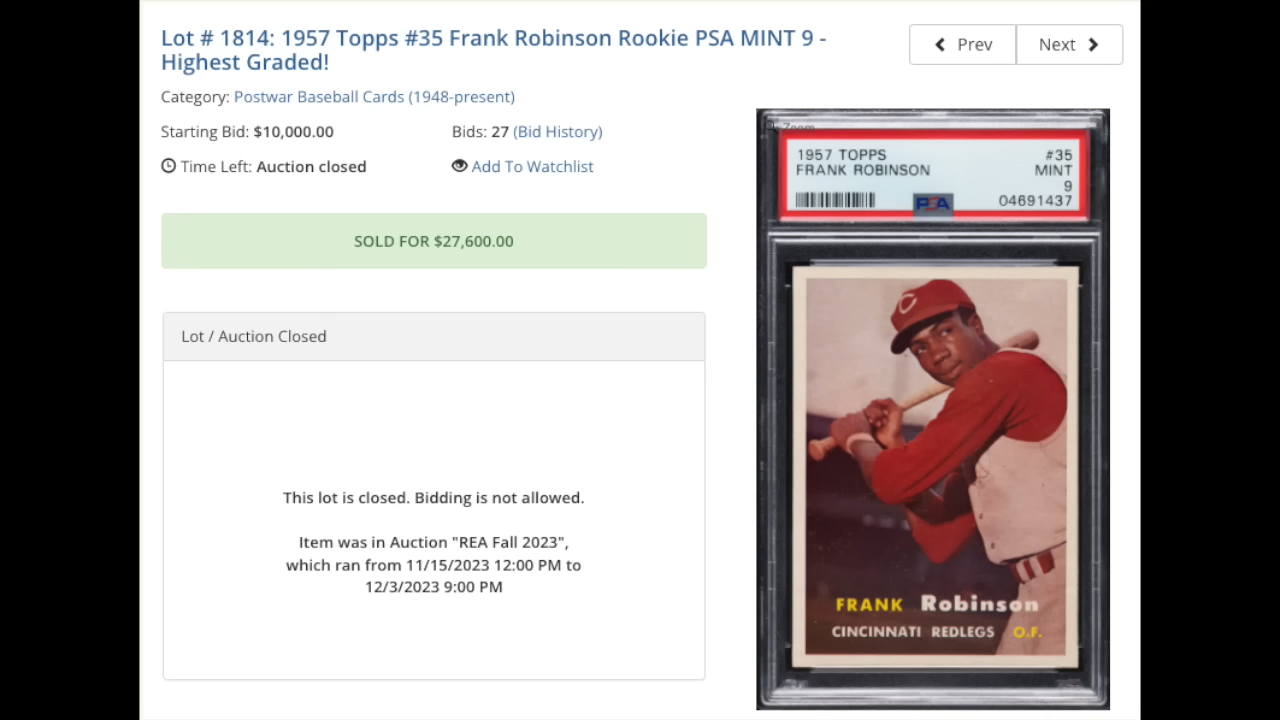 Lot # 1814: 1957 Topps #35 Frank Robinson Rookie PSA MINT 9 -
Highest Graded!
Prev
Next
Category: Postwar Baseball Cards (1948-present)
Starting Bid: $10,000.00
Bids: 27 (Bid History)
Time Left: Auction closed
Add To Watchlist
SOLD FOR $27,600.00
Lot / Auction Closed
This lot is closed. Bidding is not allowed.
Item was in Auction "REA Fall 2023",
which ran from 11/15/2023 12:00 PM to
12/3/2023 9:00 PM
Zoom
1957 TOPPS #35
FRANK ROBINSON MINT
9
PSA 04691437
C
FRANK Robinson
CINCINNATI REDLEGS O.F.